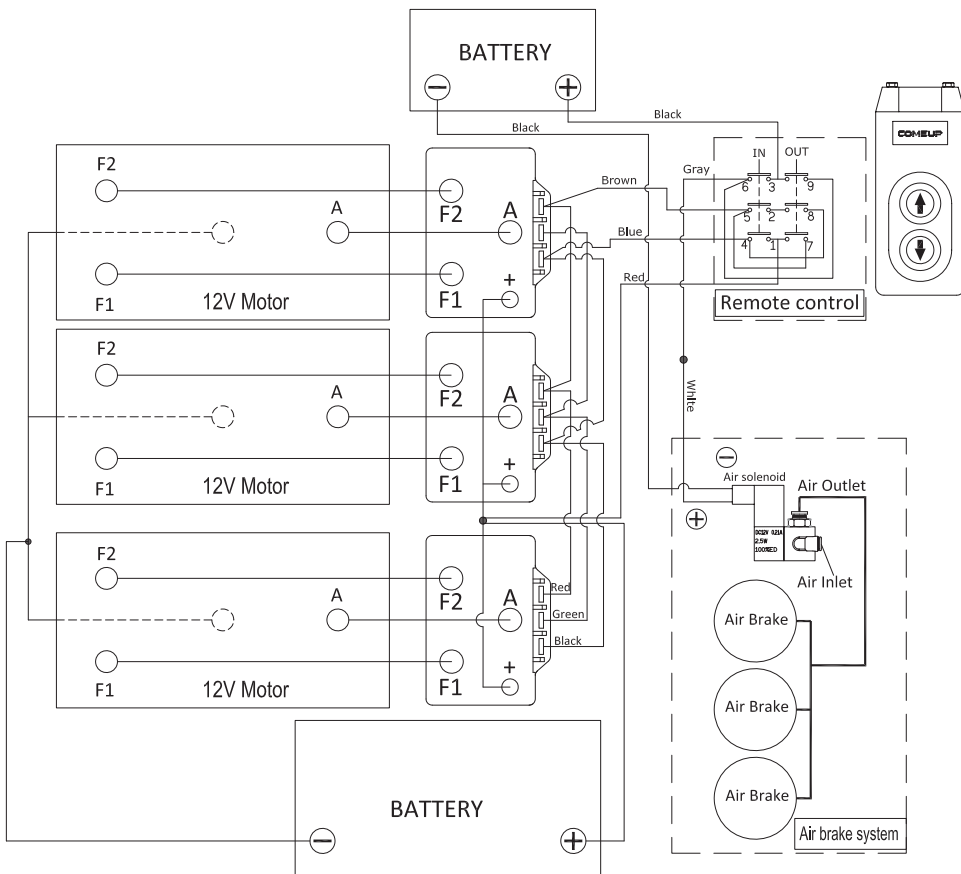 BATTERY
− +
Black
Black
IN OUT
COMEUP
Gray
6 3 9
Brown
5 2 8
Blue
4 1 7
Red
Remote control
F2
A
F1
12V Motor
F2
A
+
F1
F2
A
F1
12V Motor
F2
A
+
F1
White
−
Air solenoid
Air Outlet
+
DC12V 0.21A
2.5W
100%ED
Air Inlet
F2
A
F1
12V Motor
F2
A
+
F1
Red
Green
Black
Air Brake
Air Brake
Air Brake
Air brake system
BATTERY
− +